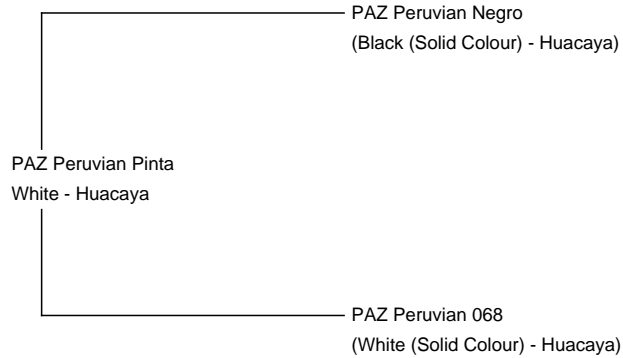 PAZ Peruvian Negro
(Black (Solid Colour) - Huacaya)
PAZ Peruvian Pinta
White - Huacaya
PAZ Peruvian 068
(White (Solid Colour) - Huacaya)